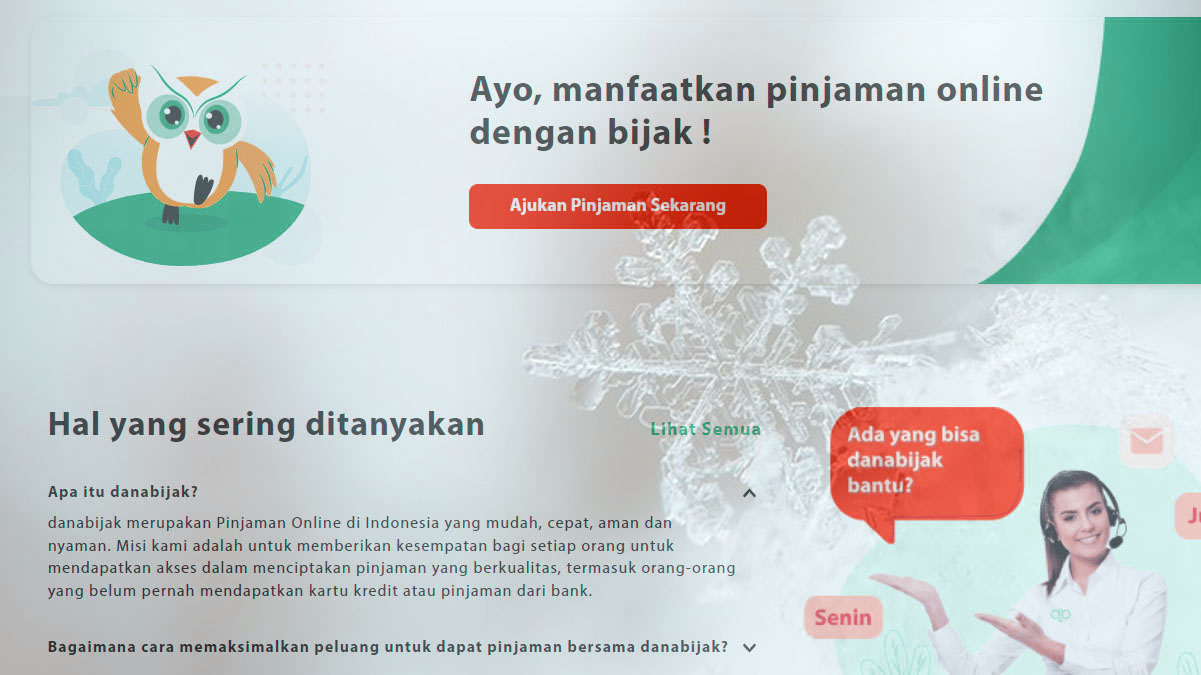 Ayo, manfaatkan pinjaman online
dengan bijak !
Ajukan Pinjaman Sekarang
Hal yang sering ditanyakan
Lihat Semua
Apa itu danabijak?
danabijak merupakan Pinjaman Online di Indonesia yang mudah, cepat, aman dan
nyaman. Misi kami adalah untuk memberikan kesempatan bagi setiap orang untuk
mendapatkan akses dalam menciptakan pinjaman yang berkualitas, termasuk orang-orang
yang belum pernah mendapatkan kartu kredit atau pinjaman dari bank.
Bagaimana cara memaksimalkan peluang untuk dapat pinjaman bersama danabijak?
Ada yang bisa
danabijak
bantu?
Senin